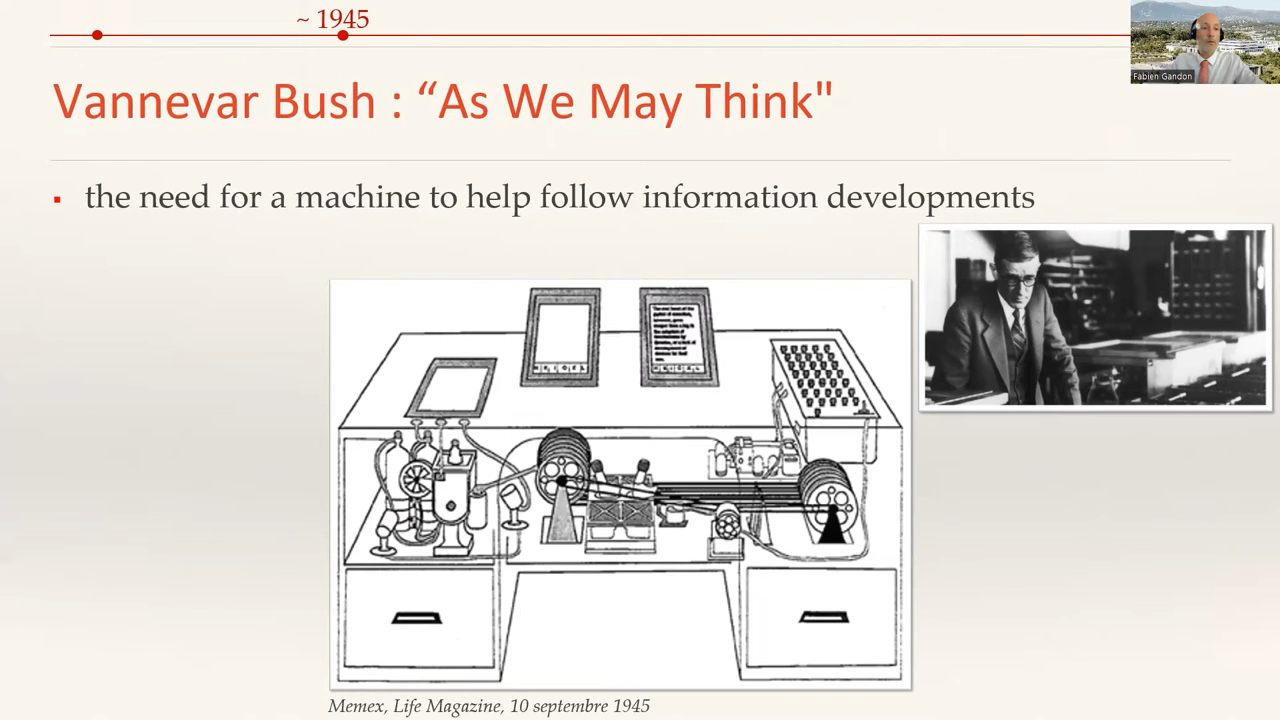 ~ 1945
Fabien Gandon
Vannevar Bush : “As We May Think"
▪ the need for a machine to help follow information developments
Memex, Life Magazine, 10 septembre 1945